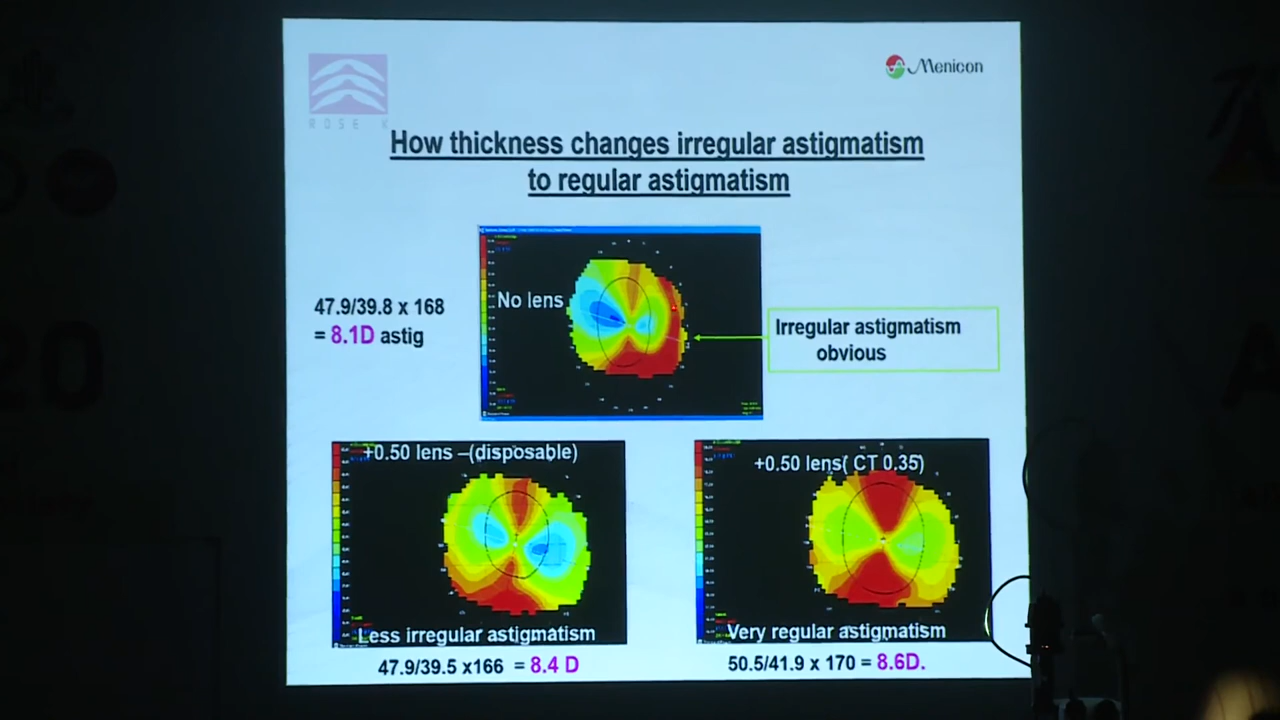 ROSE K
Menicon
How thickness changes irregular astigmatism
to regular astigmatism
47.9/39.8 x 168
= 8.1D astig
No lens
Irregular astigmatism
obvious
+0.50 lens –(disposable)
Less irregular astigmatism
47.9/39.5 x166 = 8.4 D
+0.50 lens( CT 0.35)
Very regular astigmatism
50.5/41.9 x 170 = 8.6D.